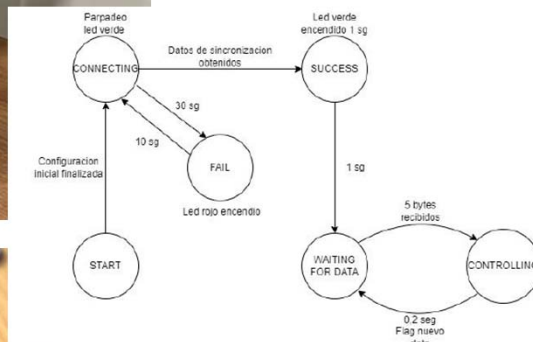 Parpadeo
led verde
Led verde
encendido 1 sg
CONNECTING
Datos de sincronizacion
obtenidos
SUCCESS
30 sg
10 sg
Configuracion
inicial finalizada
FAIL
1 sg
Led rojo encendio
5 bytes
recibidos
START
WAITING
FOR DATA
CONTROLLING
0,2 seg
Flag nuevo